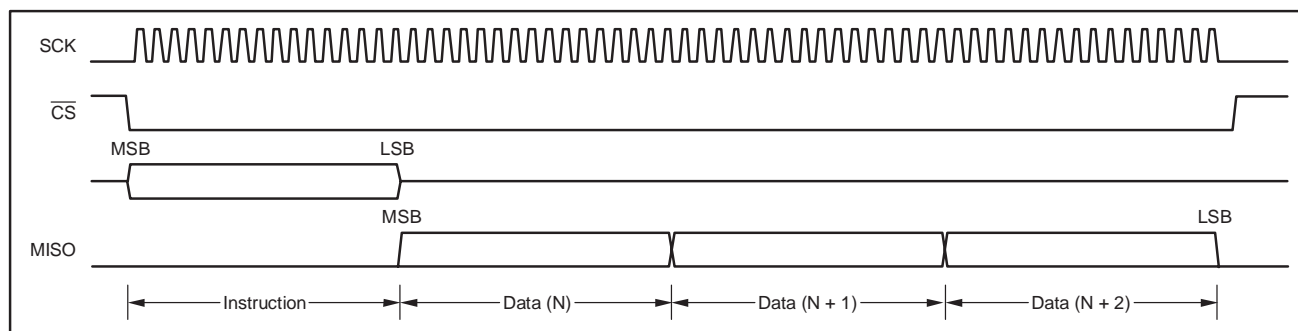 SCK
CS
MSB LSB
MSB LSB
MISO
Instruction Data (N) Data (N + 1) Data (N + 2)